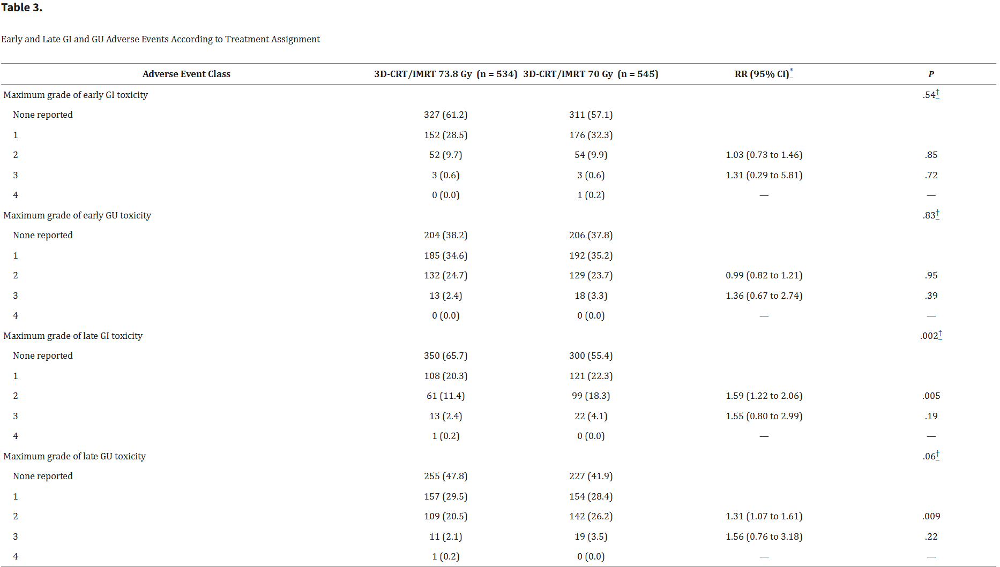 Table 3.
Early and Late GI and GU Adverse Events According to Treatment Assignment
Adverse Event Class 3D-CRT/IMRT 73.8 Gy (n = 534) 3D-CRT/IMRT 70 Gy (n = 545) RR (95% CI)* P
Maximum grade of early GI toxicity .54†
None reported 327 (61.2) 311 (57.1)
1 152 (28.5) 176 (32.3)
2 52 (9.7) 54 (9.9) 1.03 (0.73 to 1.46) .85
3 3 (0.6) 3 (0.6) 1.31 (0.29 to 5.81) .72
4 0 (0.0) 1 (0.2) — —
Maximum grade of early GU toxicity .83†
None reported 204 (38.2) 206 (37.8)
1 185 (34.6) 192 (35.2)
2 132 (24.7) 129 (23.7) 0.99 (0.82 to 1.21) .95
3 13 (2.4) 18 (3.3) 1.36 (0.67 to 2.74) .39
4 0 (0.0) 0 (0.0) — —
Maximum grade of late GI toxicity .002†
None reported 350 (65.7) 300 (55.4)
1 108 (20.3) 121 (22.3)
2 61 (11.4) 99 (18.3) 1.59 (1.22 to 2.06) .005
3 13 (2.4) 22 (4.1) 1.55 (0.80 to 2.99) .19
4 1 (0.2) 0 (0.0) — —
Maximum grade of late GU toxicity .06†
None reported 255 (47.8) 227 (41.9)
1 157 (29.5) 154 (28.4)
2 109 (20.5) 142 (26.2) 1.31 (1.07 to 1.61) .009
3 11 (2.1) 19 (3.5) 1.56 (0.76 to 3.18) .22
4 1 (0.2) 0 (0.0) — —